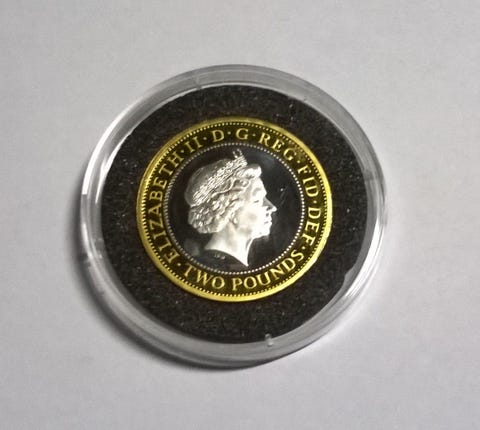 ELIZABETH·II·D·G·REG·FID·DEF·
TWO POUNDS